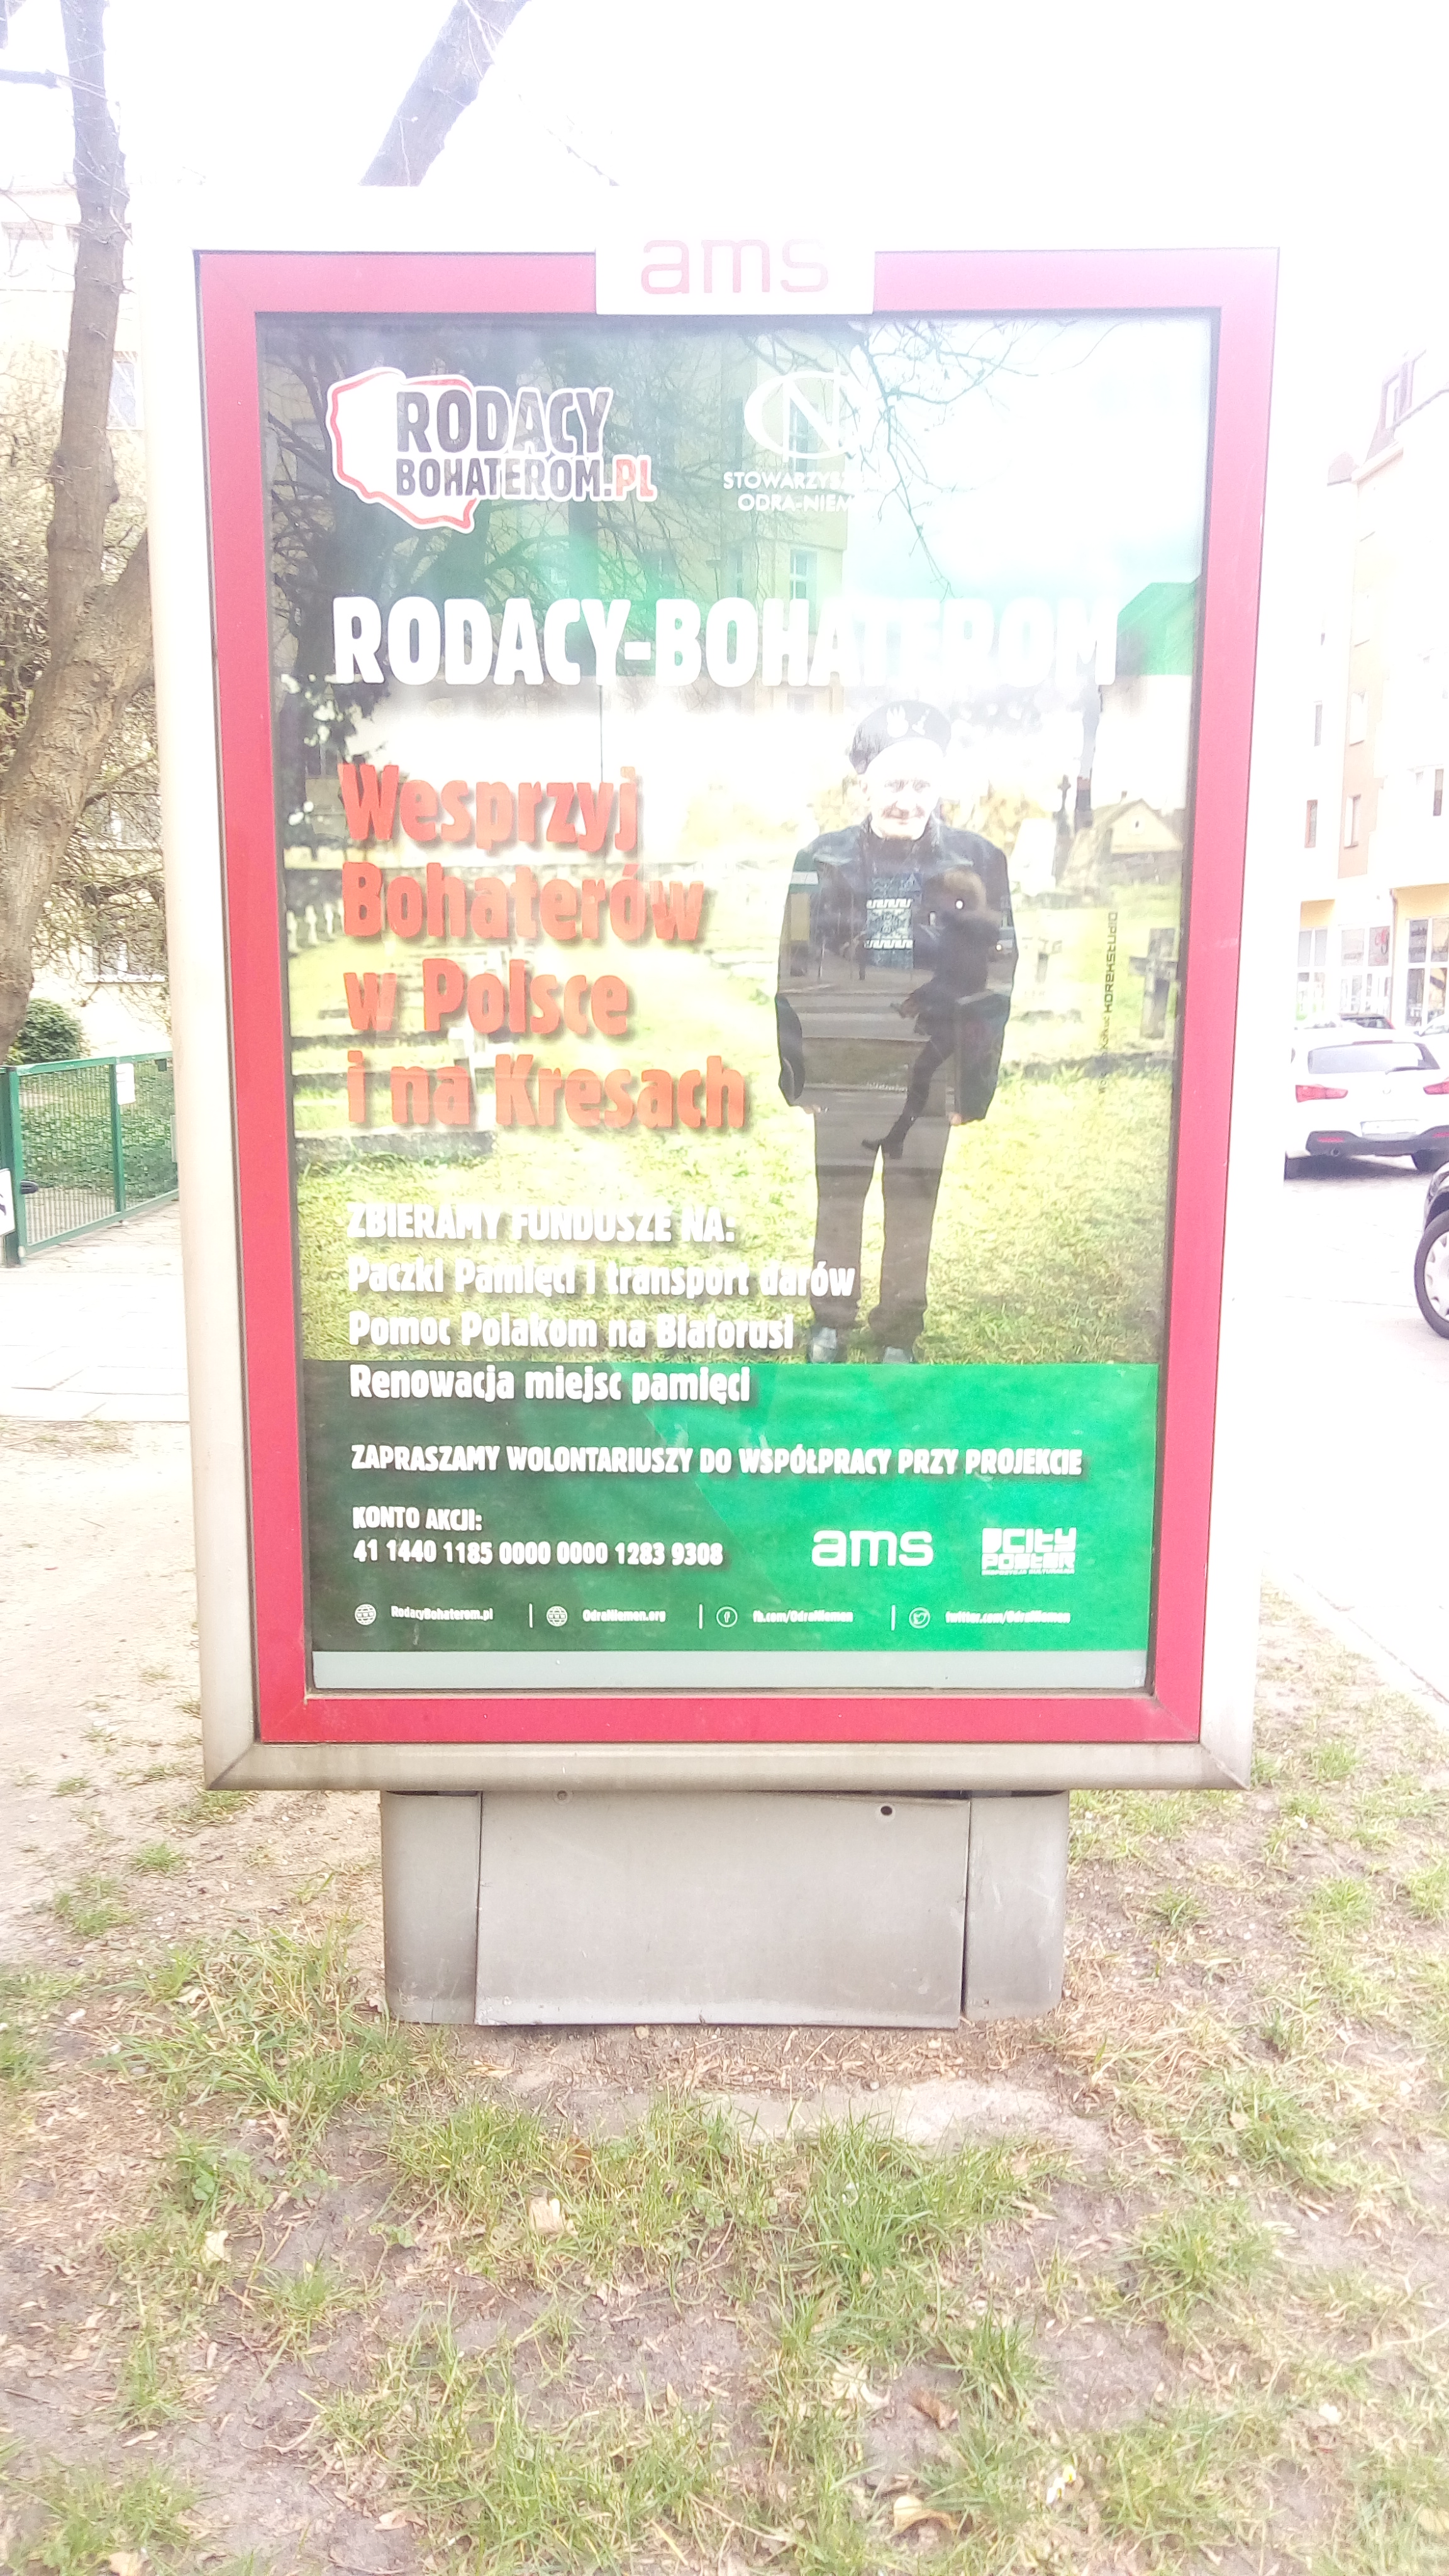 ams
RODACY
BOHATEROM.PL
ODRA-NIEM
RODACY-BOHATEROM
Wesprzyj
Bohaterów
w Polsce
i na Kresach
ZBIERAMY FUNDUSZE NA:
Paczki Pamięci i transport darów
Pomoc Polakom na Białorusi
Renowacja miejsc pamięci
ZAPRASZAMY WOLONTARIUSZY DO WSPÓŁPRACY PRZY PROJEKCIE
KONTO AKCJI:
41 1440 1185 0000 0000 1283 9308
ams
CITY
POSTER
RodacyBohaterom.pl
OdraNiemen.org
fb.com/OdraNiemen
twitter.com/OdraNiemen